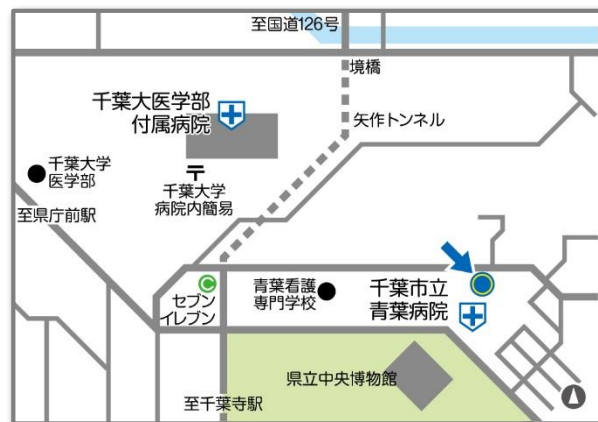 至国道126号
境橋
千葉大医学部
付属病院
矢作トンネル
千葉大学
医学部
〒
千葉大学
病院内簡易
至県庁前駅
セブン
イレブン
青葉看護
専門学校
千葉市立
青葉病院
県立中央博物館
至千葉寺駅